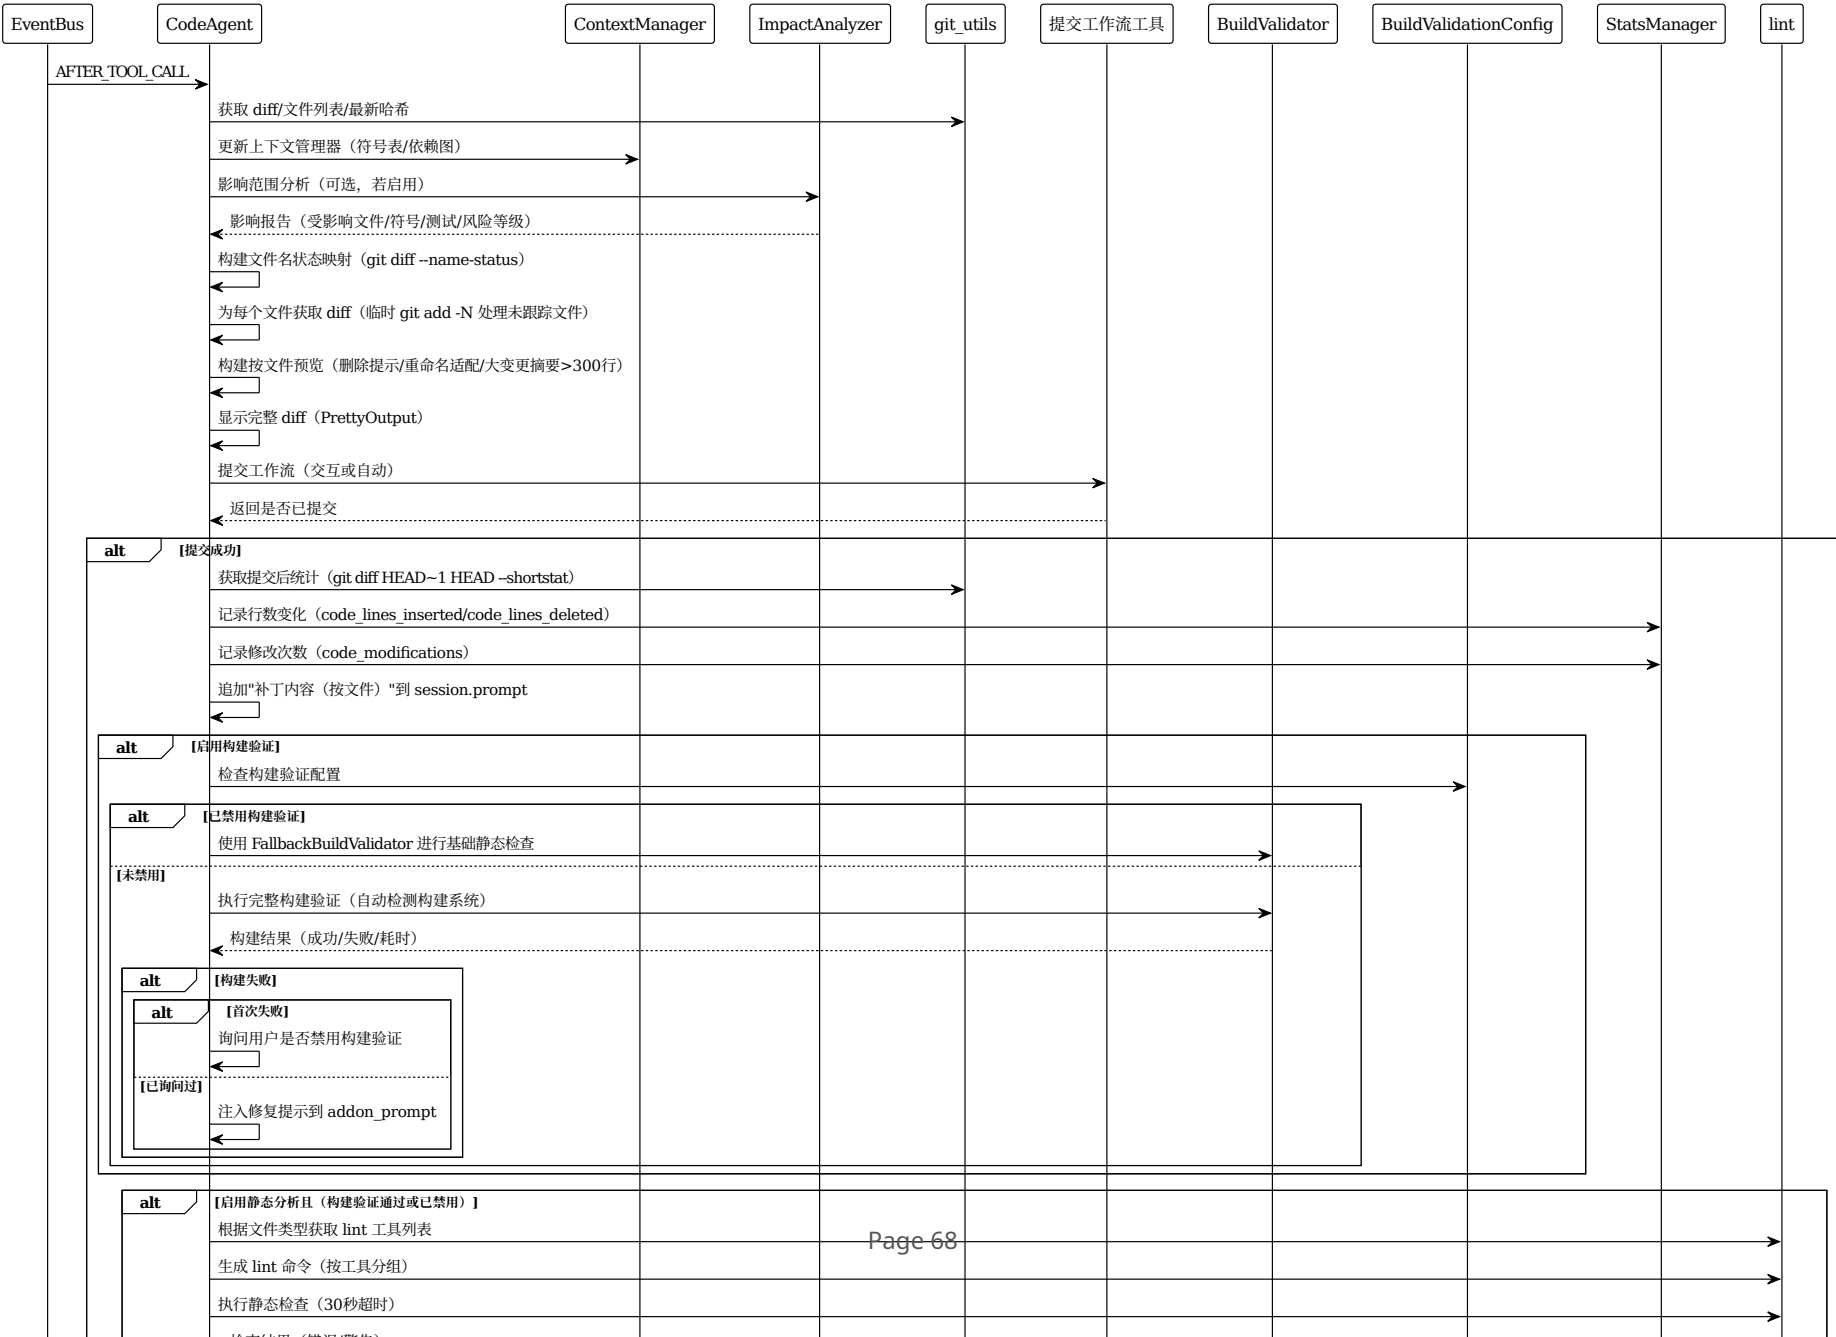 EventBus
CodeAgent
ContextManager
ImpactAnalyzer
git_utils
提交工作流工具
BuildValidator
BuildValidationConfig
StatsManager
lint
AFTER_TOOL_CALL
获取 diff/文件列表/最新哈希
更新上下文管理器（符号表/依赖图）
影响范围分析（可选，若启用）
影响报告（受影响文件/符号/测试/风险等级）
构建文件名状态映射（git diff --name-status）
为每个文件获取 diff（临时 git add -N 处理未跟踪文件）
构建按文件预览（删除提示/重命名适配/大变更摘要>300行）
显示完整 diff（PrettyOutput）
提交工作流（交互或自动）
返回是否已提交
alt [提交成功]
获取提交后统计（git diff HEAD~1 HEAD --shortstat）
记录行数变化（code_lines_inserted/code_lines_deleted）
记录修改次数（code_modifications）
追加"补丁内容（按文件）"到 session.prompt
alt [启用构建验证]
检查构建验证配置
alt [已禁用构建验证]
使用 FallbackBuildValidator 进行基础静态检查
[未禁用]
执行完整构建验证（自动检测构建系统）
构建结果（成功/失败/耗时）
alt [构建失败]
alt [首次失败]
询问用户是否禁用构建验证
[已询问过]
注入修复提示到 addon_prompt
alt [启用静态分析且（构建验证通过或已禁用）]
根据文件类型获取 lint 工具列表
Page 68
生成 lint 命令（按工具分组）
执行静态检查（30秒超时）